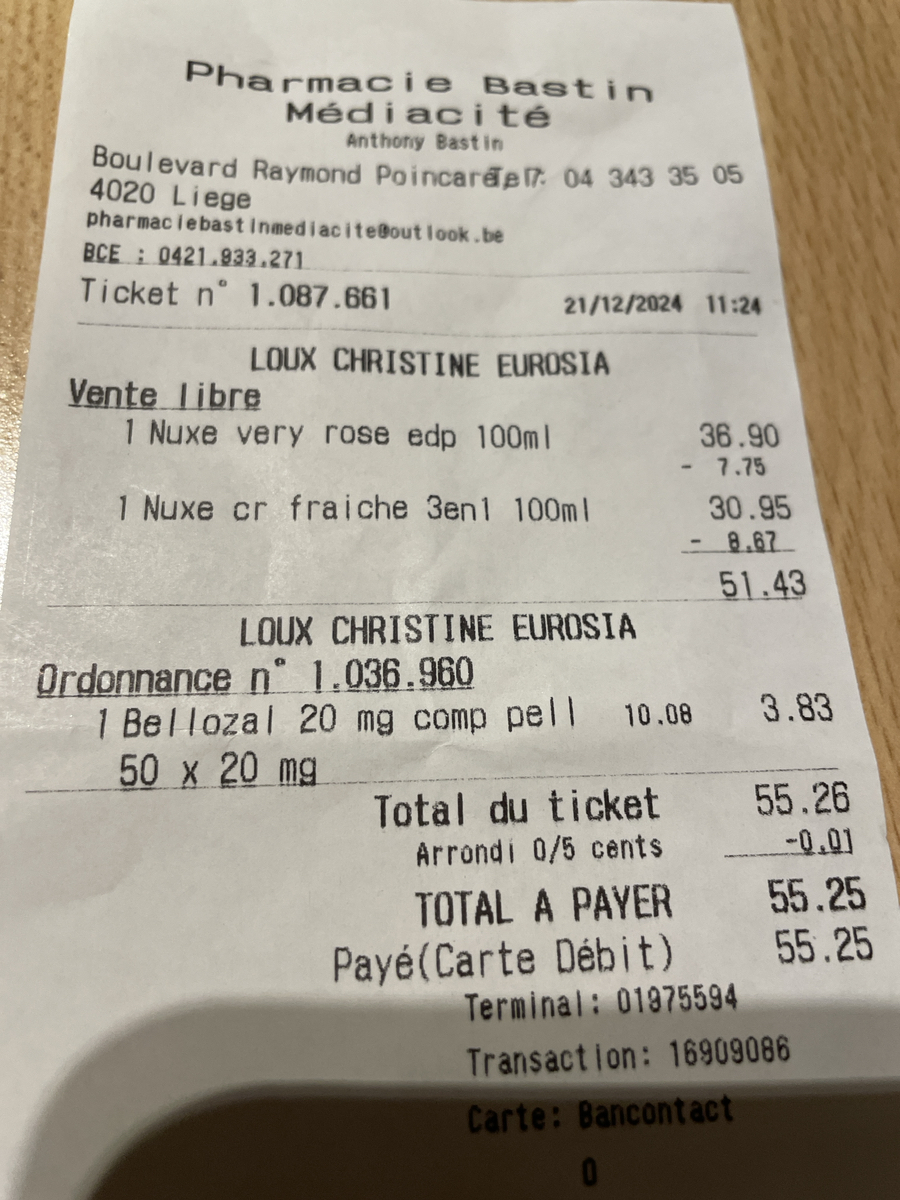 Pharmacie Bastin
Médiacité
Anthony Bastin
Boulevard Raymond Poincaré 7 Tel: 04 343 35 05
4020 Liege
pharmaciebastinmediacite@outlook.be
BCE : 0421.933.271
Ticket n° 1.087.661 21/12/2024 11:24
LOUX CHRISTINE EUROSIA
Vente libre
1 Nuxe very rose edp 100ml 36.90
- 7.75
1 Nuxe cr fraiche 3en1 100ml 30.95
- 8.67
51.43
LOUX CHRISTINE EUROSIA
Ordonnance n° 1.036.960
1 Bellozal 20 mg comp pell 10.08 3.83
50 x 20 mg
Total du ticket 55.26
Arrondi 0/5 cents -0.01
TOTAL A PAYER 55.25
Payé(Carte Débit) 55.25
Terminal: 01975594
Transaction: 16909086
Carte: Bancontact
0